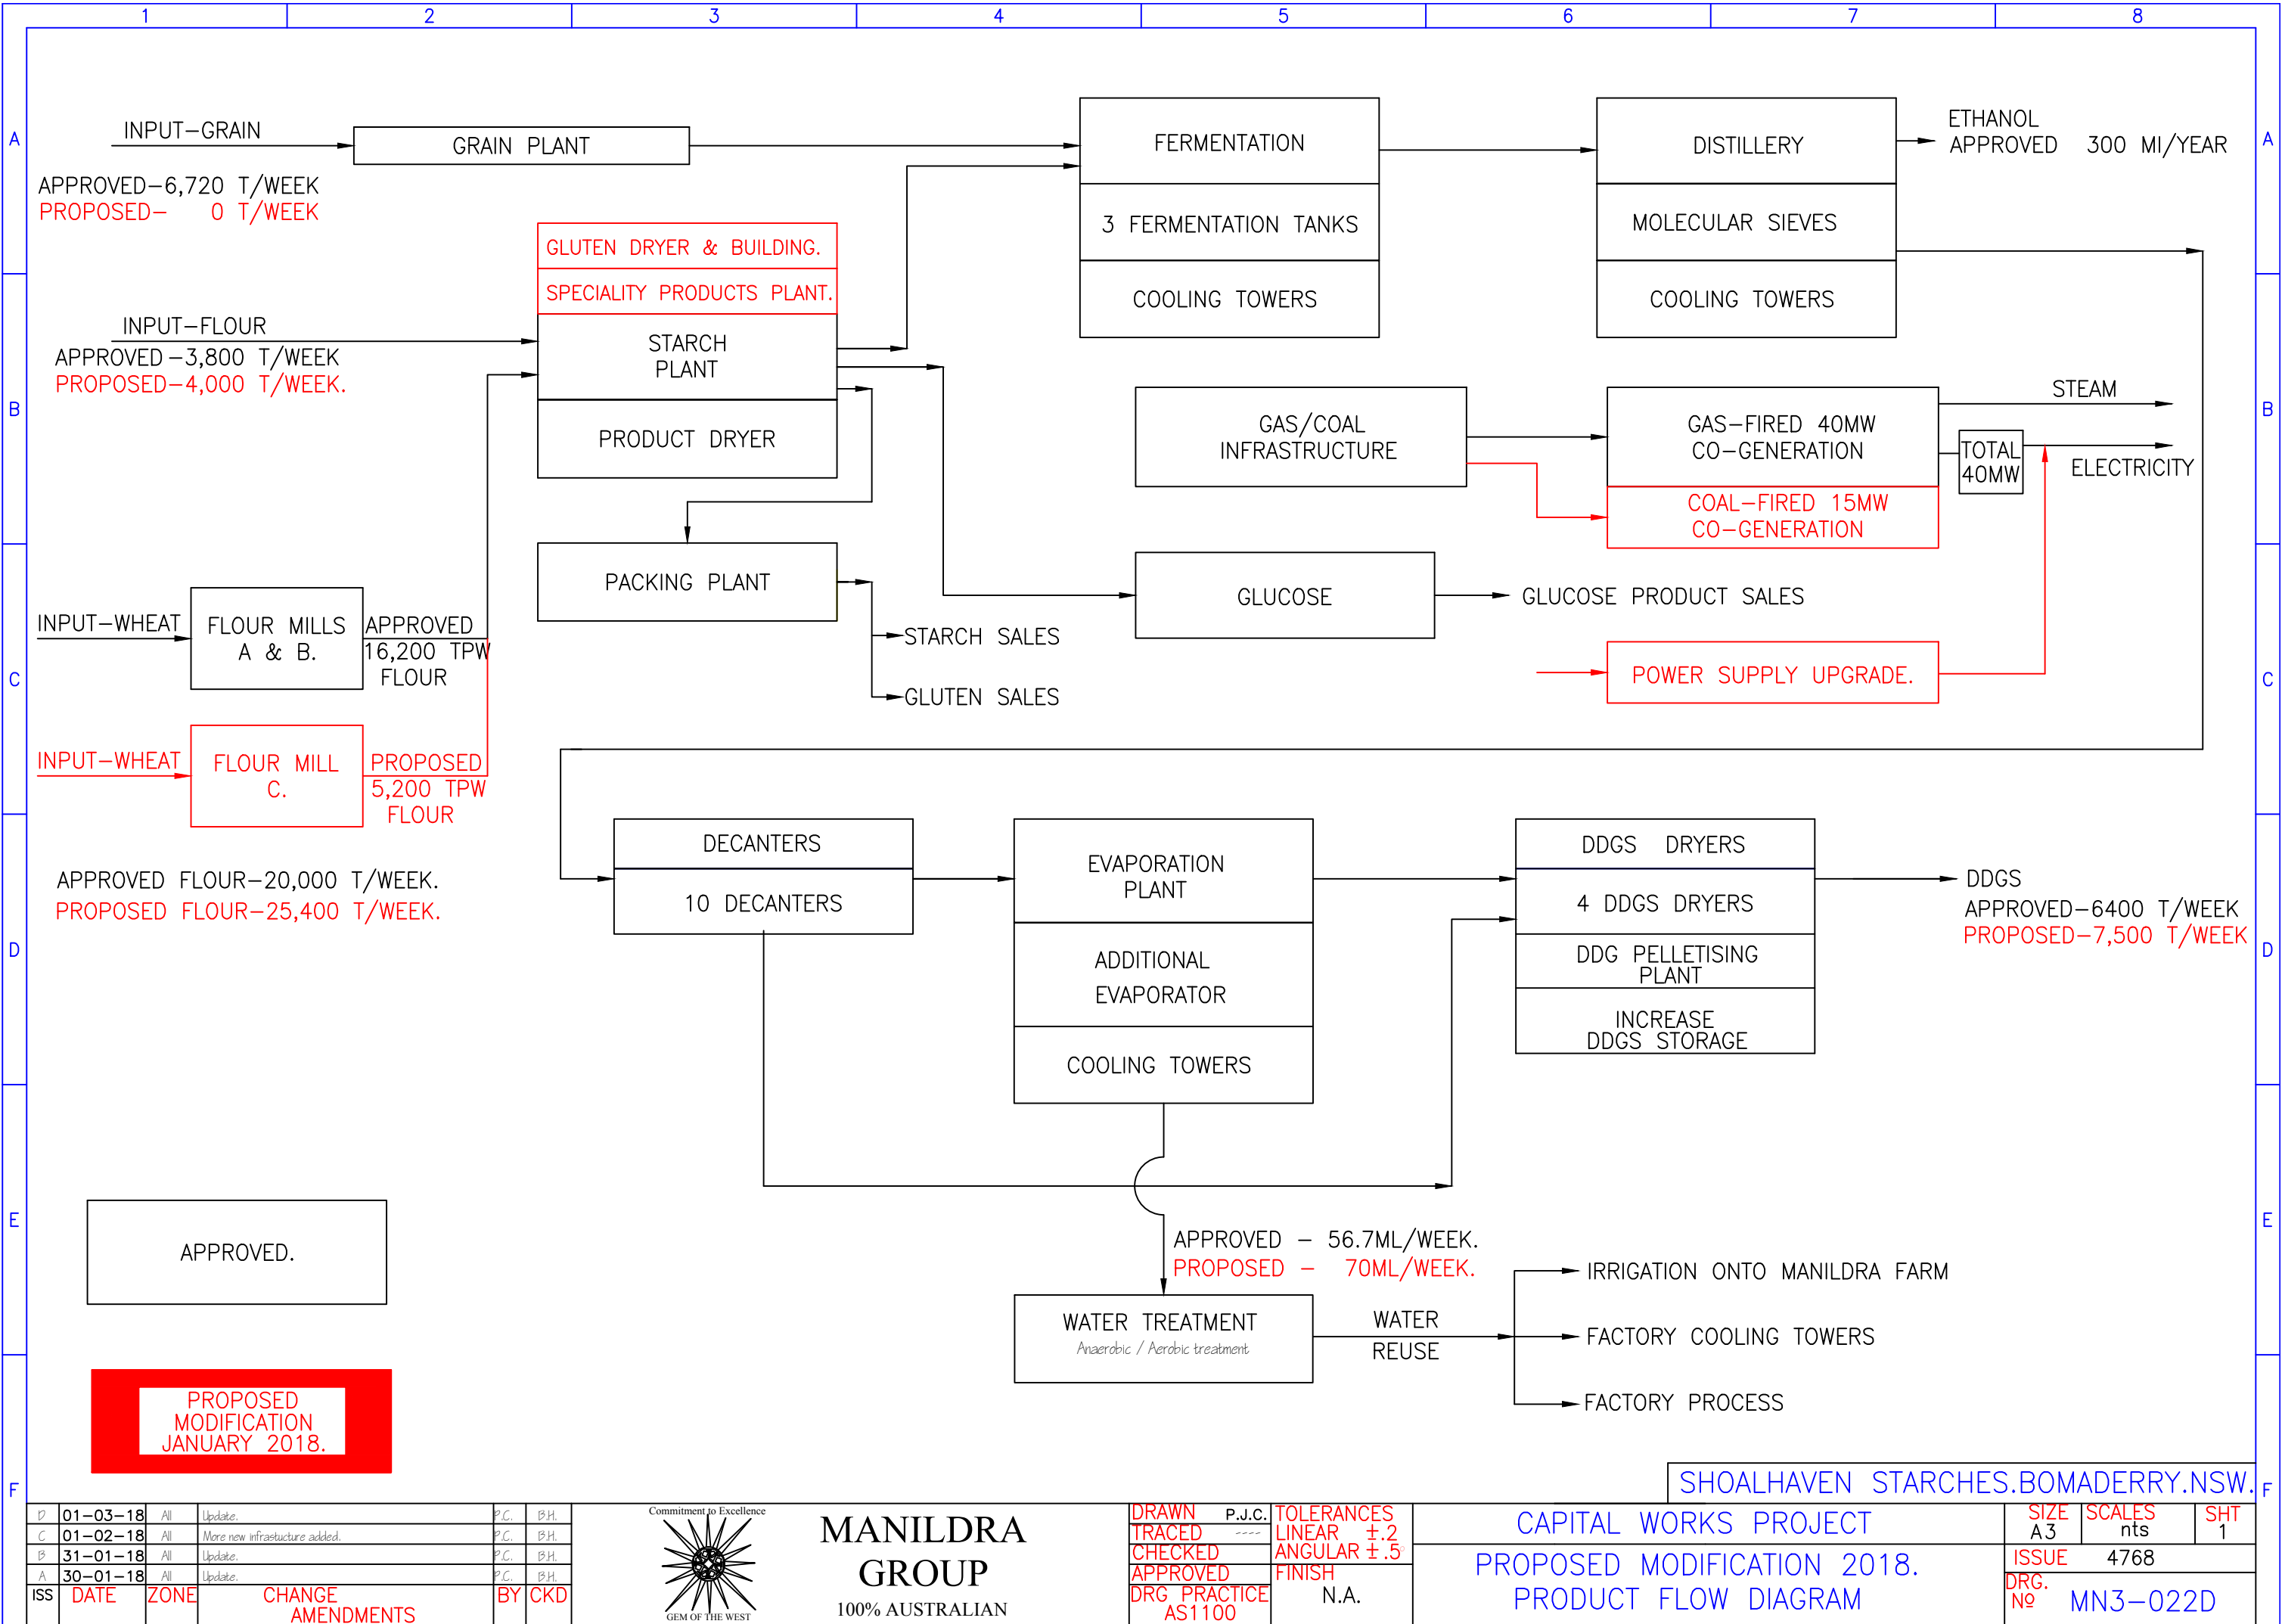 1 2 3 4 5 6 7 8
A A
INPUT-GRAIN
GRAIN PLANT
APPROVED-6,720 T/WEEK
PROPOSED- 0 T/WEEK
FERMENTATION
3 FERMENTATION TANKS
COOLING TOWERS
DISTILLERY
MOLECULAR SIEVES
COOLING TOWERS
ETHANOL
APPROVED 300 Ml/YEAR
GLUTEN DRYER & BUILDING.
SPECIALITY PRODUCTS PLANT.
STARCH
PLANT
PRODUCT DRYER
INPUT-FLOUR
APPROVED-3,800 T/WEEK
PROPOSED-4,000 T/WEEK.
B B
GAS/COAL
INFRASTRUCTURE
GAS-FIRED 40MW
CO-GENERATION
COAL-FIRED 15MW
CO-GENERATION
TOTAL
40MW
STEAM
ELECTRICITY
PACKING PLANT
STARCH SALES
GLUTEN SALES
GLUCOSE
GLUCOSE PRODUCT SALES
POWER SUPPLY UPGRADE.
C C
INPUT-WHEAT
FLOUR MILLS
A & B.
APPROVED
16,200 TPW
FLOUR
INPUT-WHEAT
FLOUR MILL
C.
PROPOSED
5,200 TPW
FLOUR
APPROVED FLOUR-20,000 T/WEEK.
PROPOSED FLOUR-25,400 T/WEEK.
D D
DECANTERS
10 DECANTERS
EVAPORATION
PLANT
ADDITIONAL
EVAPORATOR
COOLING TOWERS
DDGS DRYERS
4 DDGS DRYERS
DDG PELLETISING
PLANT
INCREASE
DDGS STORAGE
DDGS
APPROVED-6400 T/WEEK
PROPOSED-7,500 T/WEEK
E E
APPROVED.
APPROVED - 56.7ML/WEEK.
PROPOSED - 70ML/WEEK.
WATER TREATMENT
Anaerobic / Aerobic treatment
WATER
REUSE
IRRIGATION ONTO MANILDRA FARM
FACTORY COOLING TOWERS
FACTORY PROCESS
PROPOSED
MODIFICATION
JANUARY 2018.
F F
SHOALHAVEN STARCHES.BOMADERRY.NSW.
D 01-03-18 All Update. P.C. B.H.
C 01-02-18 All More new infrastucture added. P.C. B.H.
B 31-01-18 All Update. P.C. B.H.
A 30-01-18 All Update. P.C. B.H.
ISS DATE ZONE CHANGE AMENDMENTS BY CKD
Commitment to Excellence
GEM OF THE WEST
MANILDRA
GROUP
100% AUSTRALIAN
DRAWN P.J.C.
TRACED ----
CHECKED
APPROVED
DRG PRACTICE
AS1100
TOLERANCES
LINEAR ±.2
ANGULAR ±.5°
FINISH
N.A.
CAPITAL WORKS PROJECT
PROPOSED MODIFICATION 2018.
PRODUCT FLOW DIAGRAM
SIZE
A3
SCALES
nts
SHT
1
ISSUE 4768
DRG.
Nº MN3-022D